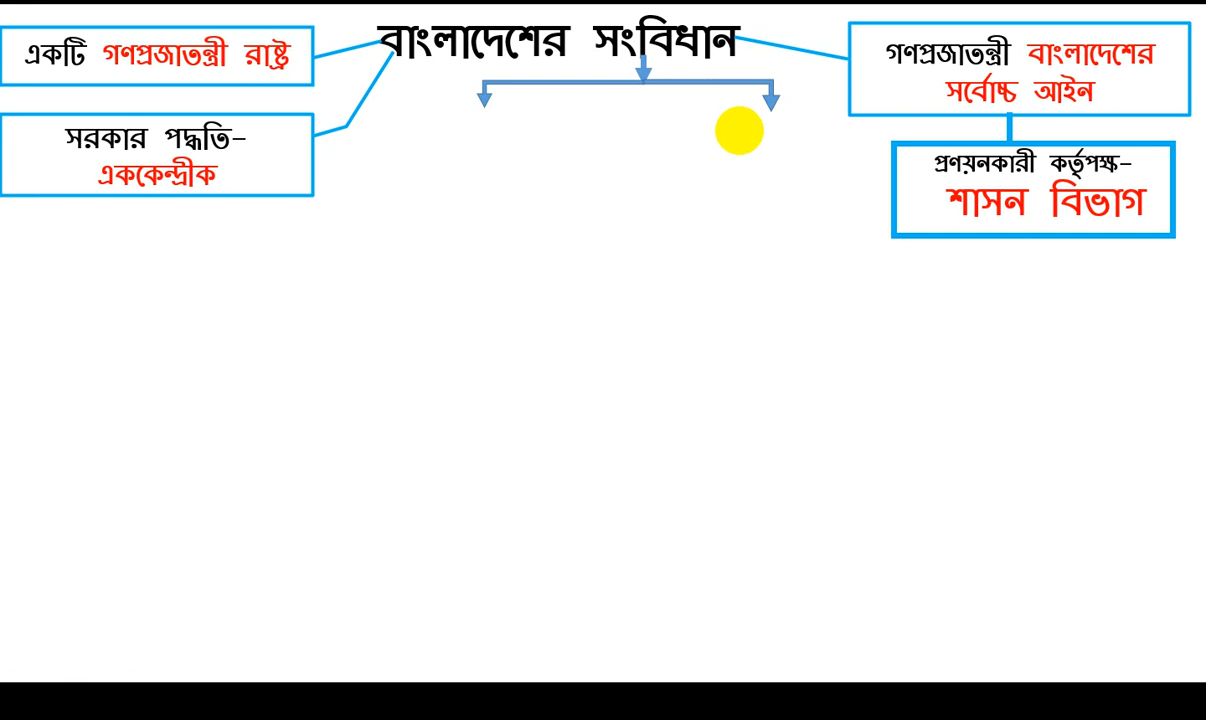 বাংলাদেশের সংবিধান
একটি গণপ্রজাতন্ত্রী রাষ্ট্র
সরকার পদ্ধতি–
এককেন্দ্রীক
গণপ্রজাতন্ত্রী বাংলাদেশের
সর্বোচ্চ আইন
প্রণয়নকারী কর্তৃপক্ষ–
শাসন বিভাগ